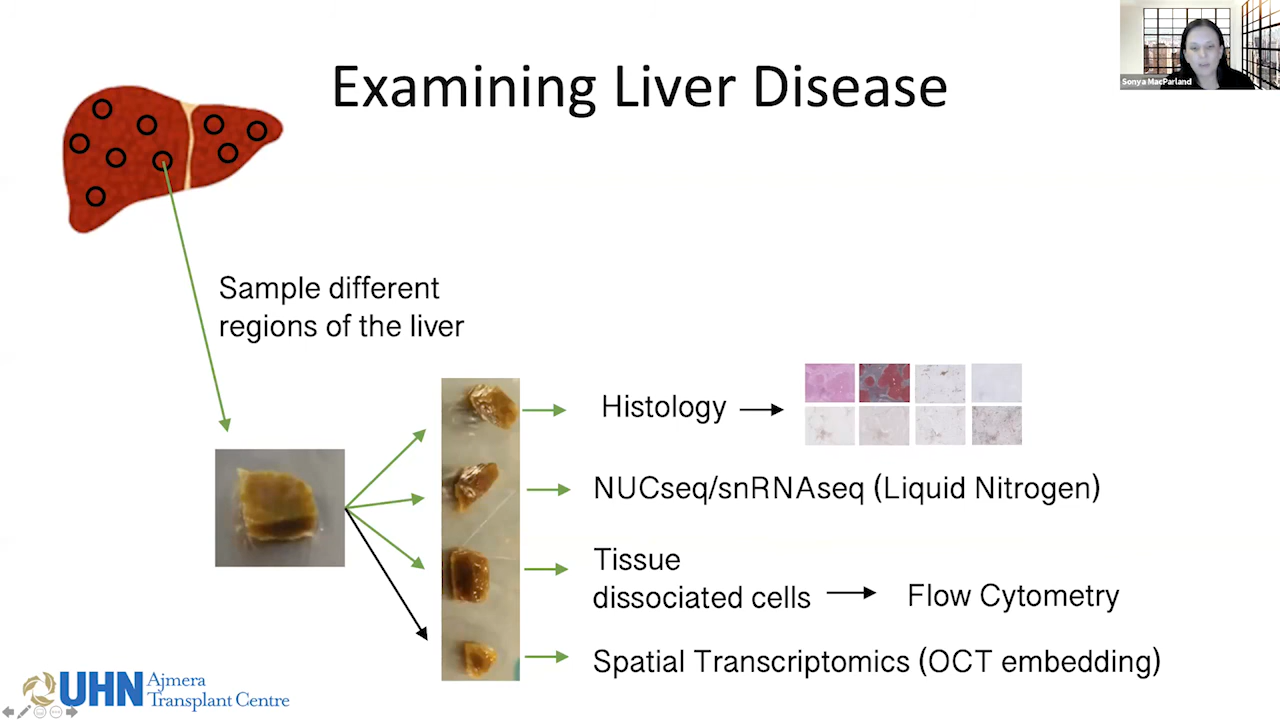 Sonya MacParland
Examining Liver Disease
Sample different
regions of the liver
Histology
NUCseq/snRNAseq (Liquid Nitrogen)
Tissue
dissociated cells
Flow Cytometry
Spatial Transcriptomics (OCT embedding)
UHN Ajmera
Transplant Centre